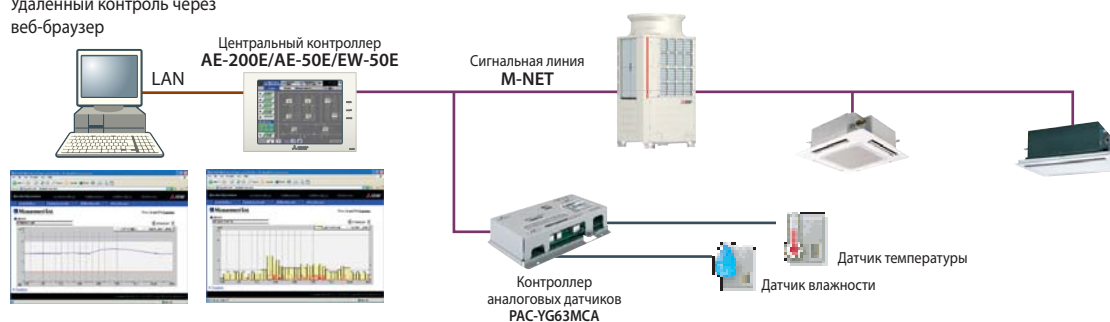 Удаленный контроль через
веб-браузер
LAN
Центральный контроллер
AE-200E/AE-50E/EW-50E
Сигнальная линия
M-NET
Контроллер
аналоговых датчиков
PAC-YG63MCA
Датчик температуры
Датчик влажности